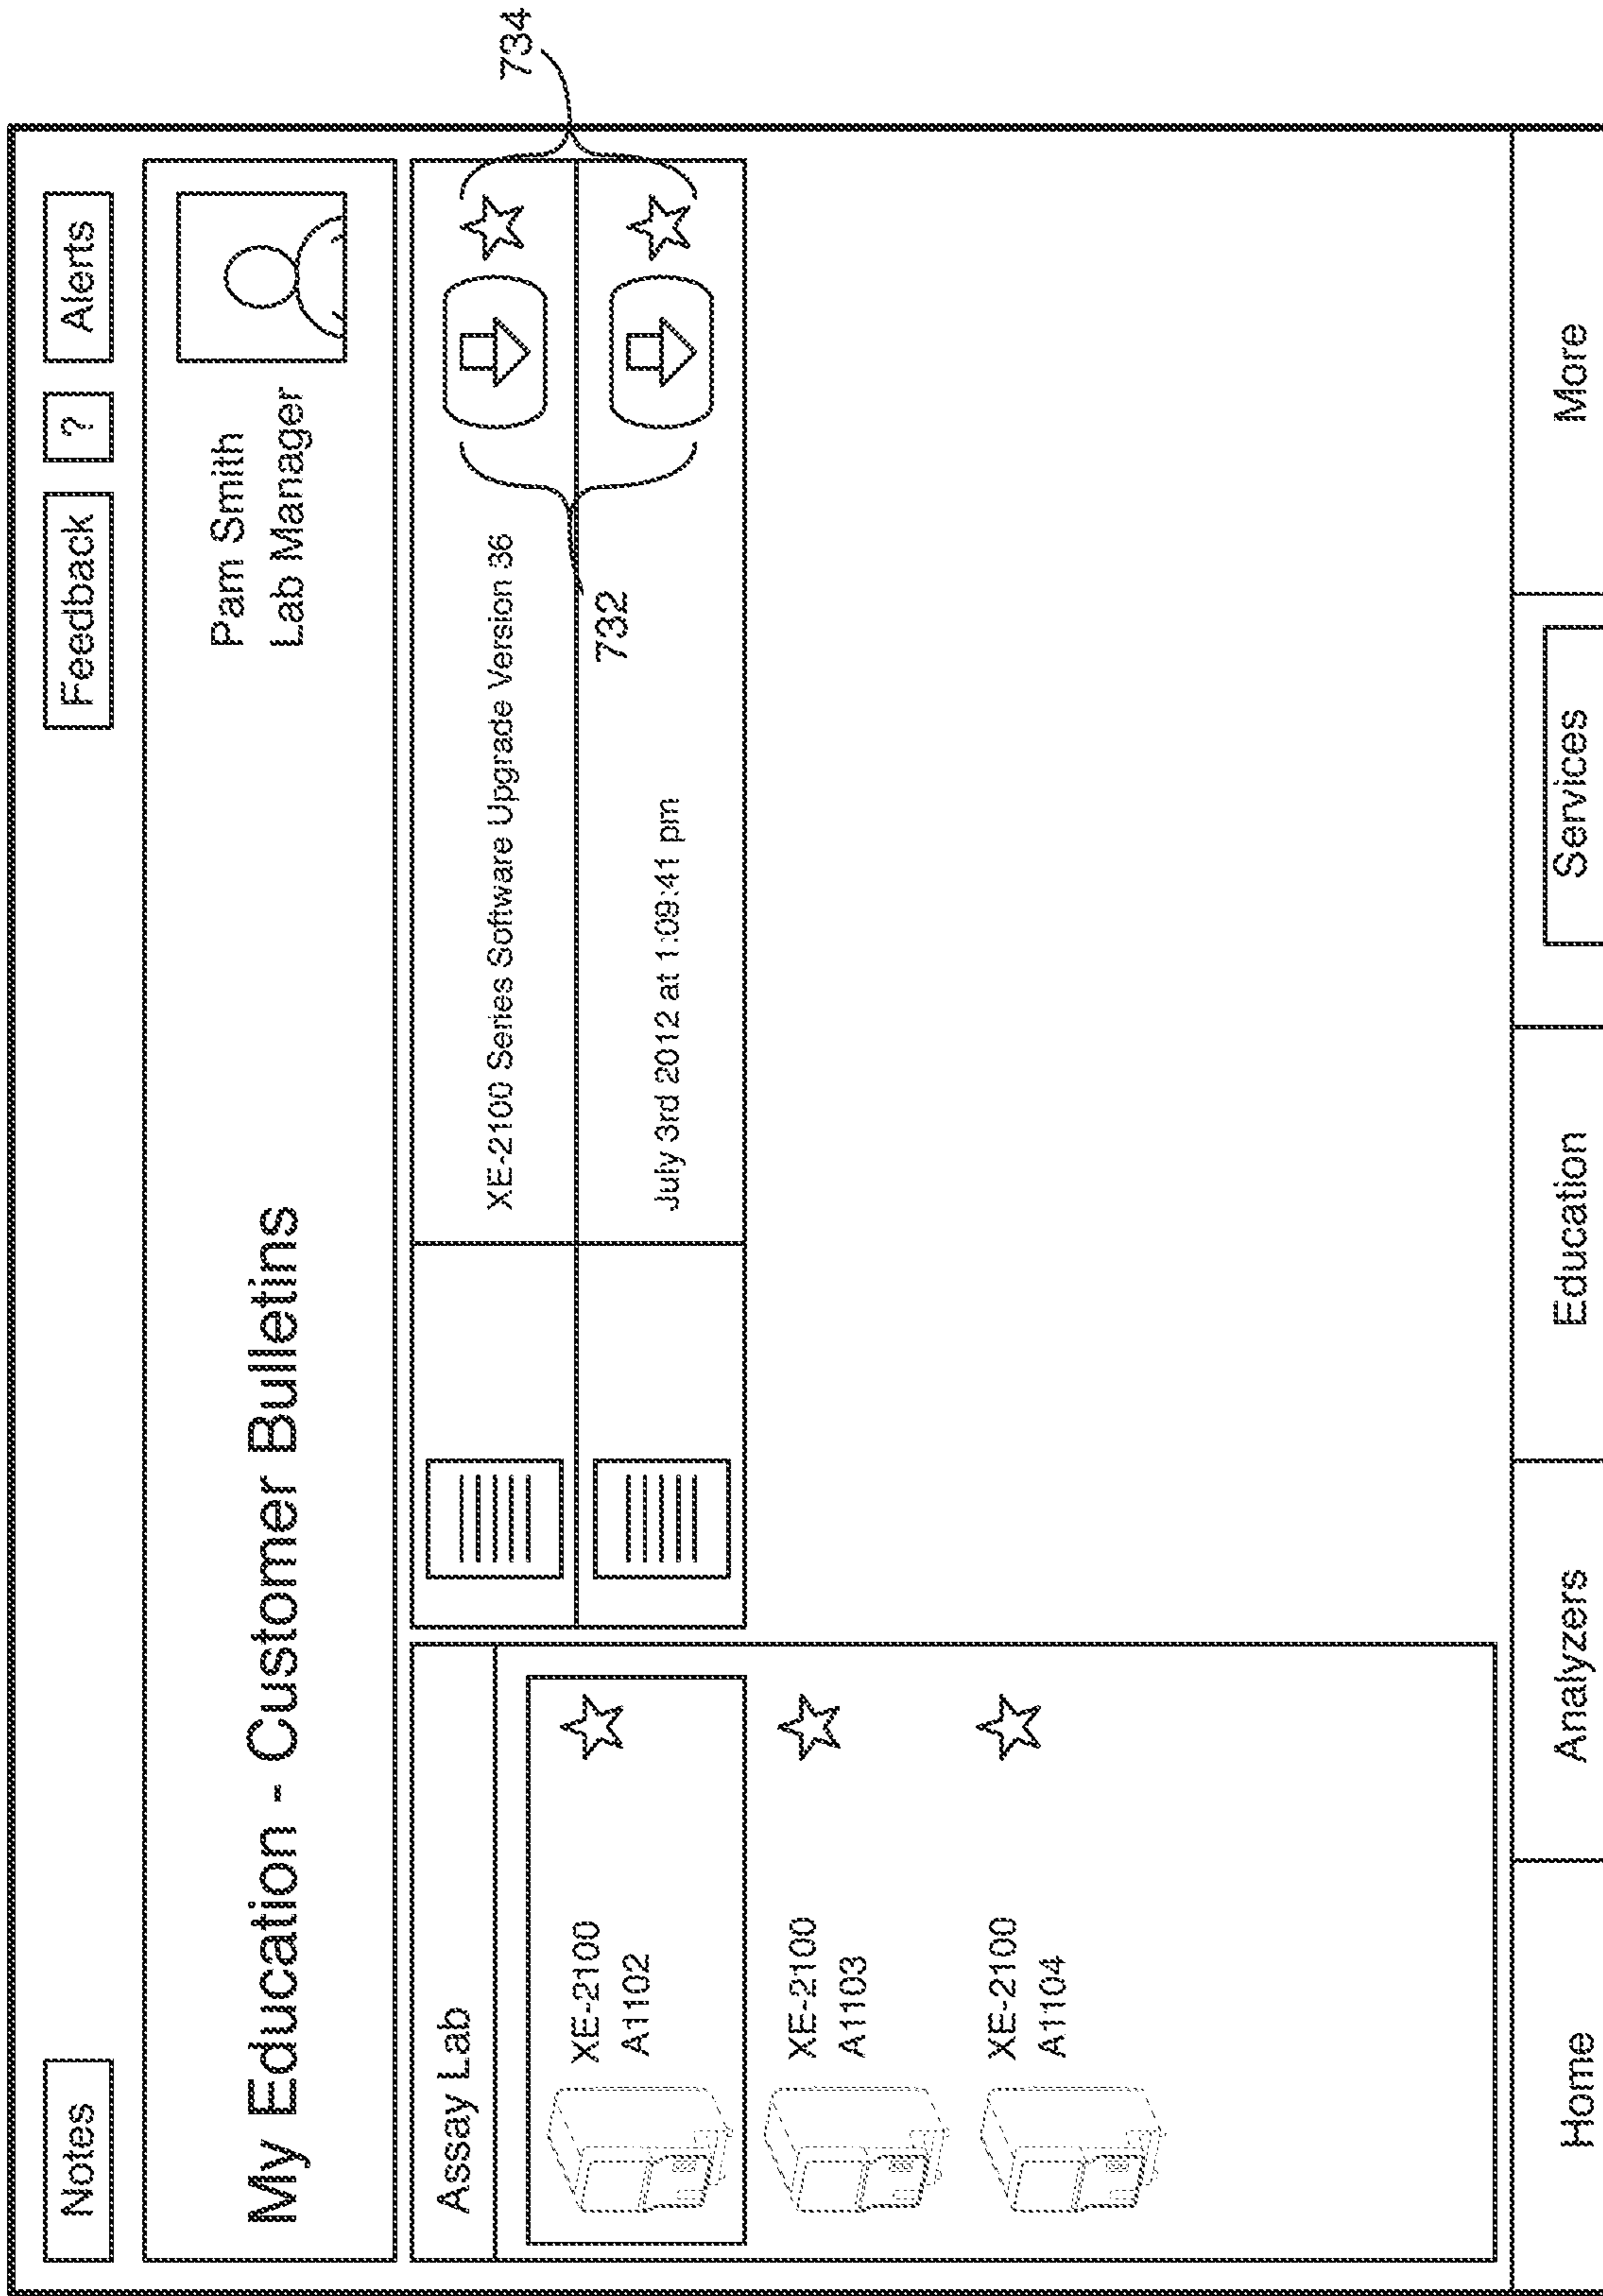 Notes
Feedback
?
Alerts
My Education - Customer Bulletins
Pam Smith
Lab Manager
Assay Lab
XE-2100
A1102
XE-2100
A1103
XE-2100
A1104
XE-2100 Series Software Upgrade Version 36
July 3rd 2012 at 1:09:41 pm
732
734
Home
Analyzers
Education
Services
More